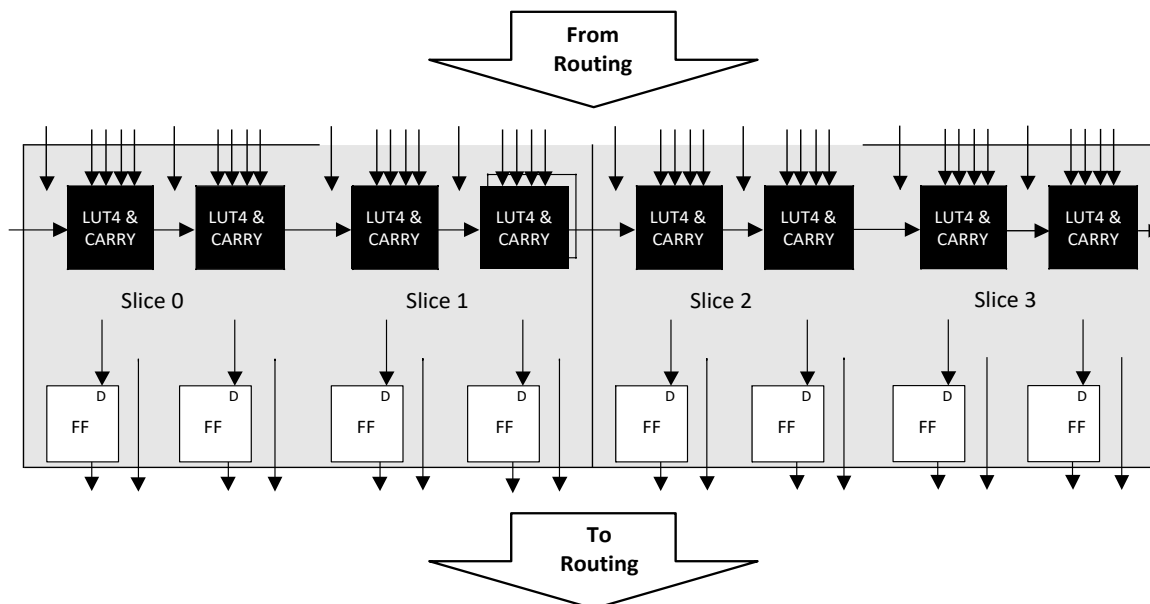 From
Routing
LUT4 &
CARRY
LUT4 &
CARRY
LUT4 &
CARRY
LUT4 &
CARRY
LUT4 &
CARRY
LUT4 &
CARRY
LUT4 &
CARRY
LUT4 &
CARRY
Slice 0
Slice 1
Slice 2
Slice 3
D
FF
D
FF
D
FF
D
FF
D
FF
D
FF
D
FF
D
FF
To
Routing